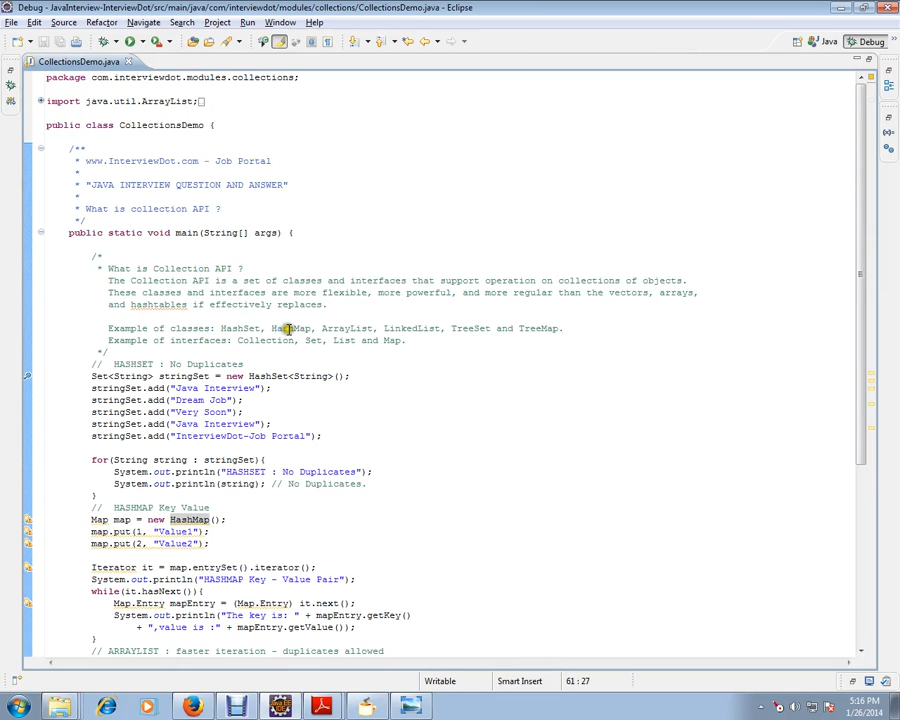 Debug - JavaInterview-InterviewDot/src/main/java/com/interviewdot/modules/collections/CollectionsDemo.java - Eclipse
File Edit Source Refactor Navigate Search Project Run Window Help
Java Debug
CollectionsDemo.java
package com.interviewdot.modules.collections;
import java.util.ArrayList;
public class CollectionsDemo {
/**
* www.InterviewDot.com - Job Portal
*
* "JAVA INTERVIEW QUESTION AND ANSWER"
*
* What is collection API ?
*/
public static void main(String[] args) {
/*
* What is Collection API ?
The Collection API is a set of classes and interfaces that support operation on collections of objects.
These classes and interfaces are more flexible, more powerful, and more regular than the vectors, arrays,
and hashtables if effectively replaces.
Example of classes: HashSet, HashMap, ArrayList, LinkedList, TreeSet and TreeMap.
Example of interfaces: Collection, Set, List and Map.
*/
// HASHSET : No Duplicates
Set<String> stringSet = new HashSet<String>();
stringSet.add("Java Interview");
stringSet.add("Dream Job");
stringSet.add("Very Soon");
stringSet.add("Java Interview");
stringSet.add("InterviewDot-Job Portal");
for(String string : stringSet){
System.out.println("HASHSET : No Duplicates");
System.out.println(string); // No Duplicates.
}
// HASHMAP Key Value
Map map = new HashMap();
map.put(1, "Value1");
map.put(2, "Value2");
Iterator it = map.entrySet().iterator();
System.out.println("HASHMAP Key - Value Pair");
while(it.hasNext()){
Map.Entry mapEntry = (Map.Entry) it.next();
System.out.println("The key is: " + mapEntry.getKey()
+ ",value is :" + mapEntry.getValue());
}
// ARRAYLIST : faster iteration - duplicates allowed
Writable Smart Insert 61 : 27
5:16 PM
1/26/2014